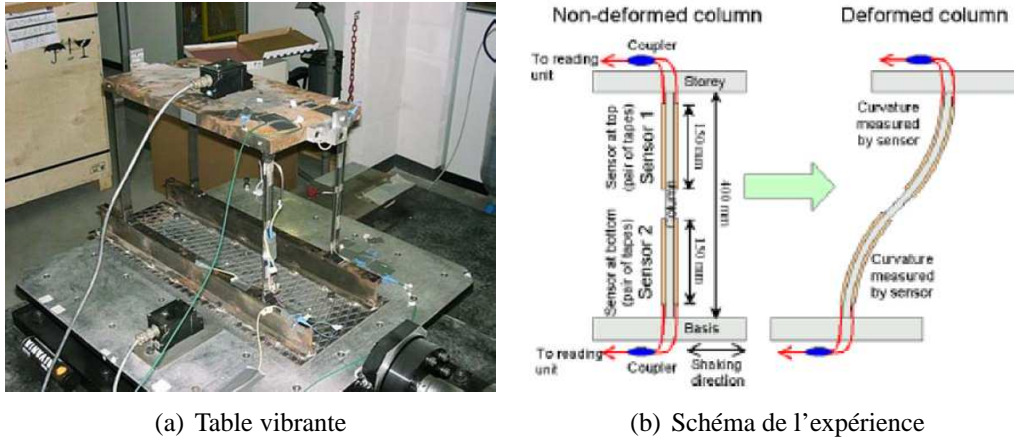 Non-deformed column
Deformed column
Coupler
To reading
unit
Storey
Sensor at top
(pair of tapes)
Sensor 1
150 mm
Column
400 mm
Sensor at bottom
(pair of tapes)
Sensor 2
150 mm
Curvature
measured
by sensor
Curvature
measured
by sensor
Basis
To reading
unit
Coupler
Shaking
direction
(a) Table vibrante
(b) Schéma de l'expérience